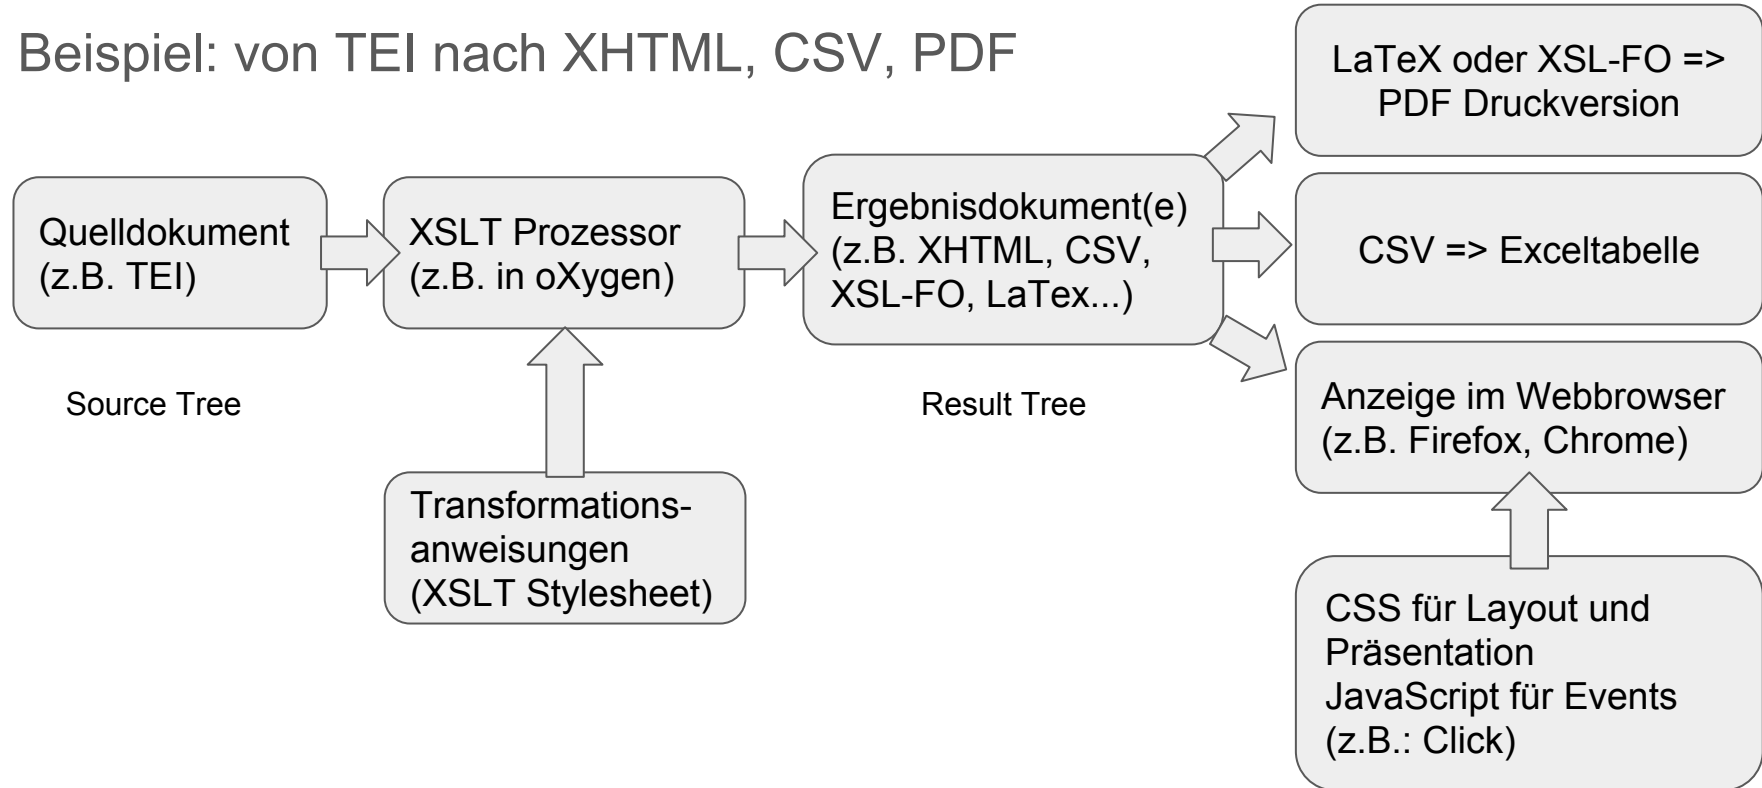 Beispiel: von TEI nach XHTML, CSV, PDF
Quelldokument
(z.B. TEI)
Source Tree
XSLT Prozessor
(z.B. in oXygen)
Transformations-
anweisungen
(XSLT Stylesheet)
Ergebnisdokument(e)
(z.B. XHTML, CSV,
XSL-FO, LaTex...)
Result Tree
LaTeX oder XSL-FO =>
PDF Druckversion
CSV => Exceltabelle
Anzeige im Webbrowser
(z.B. Firefox, Chrome)
CSS für Layout und
Präsentation
JavaScript für Events
(z.B.: Click)